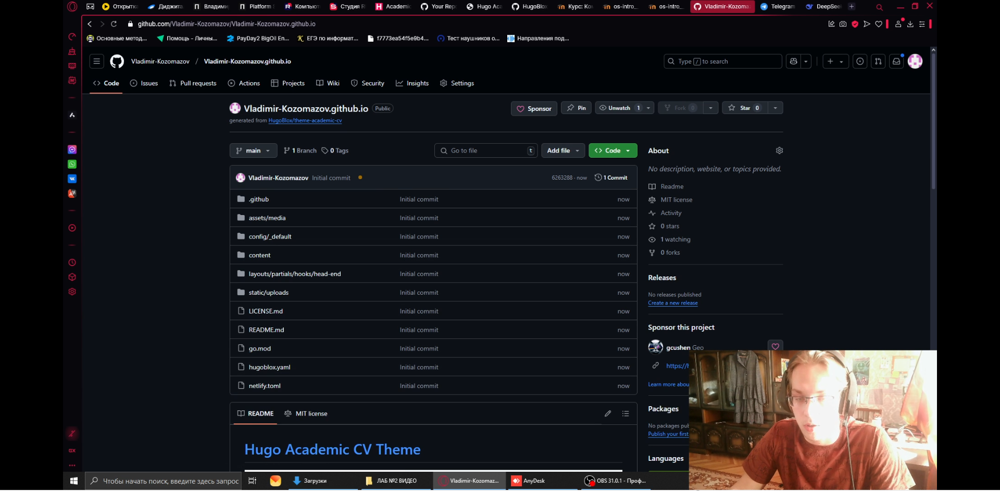 Открытка
Диджита
Владими
Platform S
Компьют
Студия R
Academic
Your Rep
Hugo Aca
HugoBlox
Курс: Ко
os-intro_
os-intro_
Vladimir-Kozoma
Telegram
DeepSeek
github.com/Vladimir-Kozomazov/Vladimir-Kozomazov.github.io
Основные метод...
Помощь - Личны...
PayDay2 BigOil En...
ЕГЭ по информат...
f7773ea54f5e9b4...
Тест наушников о...
Направления под...
Vladimir-Kozomazov / Vladimir-Kozomazov.github.io
Type / to search
Code
Issues
Pull requests
Actions
Projects
Wiki
Security
Insights
Settings
Vladimir-Kozomazov.github.io Public
Sponsor
Pin
Unwatch 1
Fork 0
Star 0
generated from HugoBlox/theme-academic-cv
main
1 Branch
0 Tags
Go to file t
Add file
Code
About
No description, website, or topics provided.
Vladimir-Kozomazov Initial commit 6263288 · now 1 Commit
.github Initial commit now
assets/media Initial commit now
config/_default Initial commit now
content Initial commit now
layouts/partials/hooks/head-end Initial commit now
static/uploads Initial commit now
LICENSE.md Initial commit now
README.md Initial commit now
go.mod Initial commit now
hugoblox.yaml Initial commit now
netlify.toml Initial commit now
Readme
MIT license
Activity
0 stars
1 watching
0 forks
Releases
No releases published
Create a new release
Sponsor this project
gcushen Geo
https://h
Learn more abou
Packages
No packages pub
Publish your first
Languages
README
MIT license
Hugo Academic CV Theme
GX
Чтобы начать поиск, введите здесь запрос
Загрузки
ЛАБ №2 ВИДЕО
Vladimir-Kozomaz...
AnyDesk
OBS 31.0.1 - Проф...